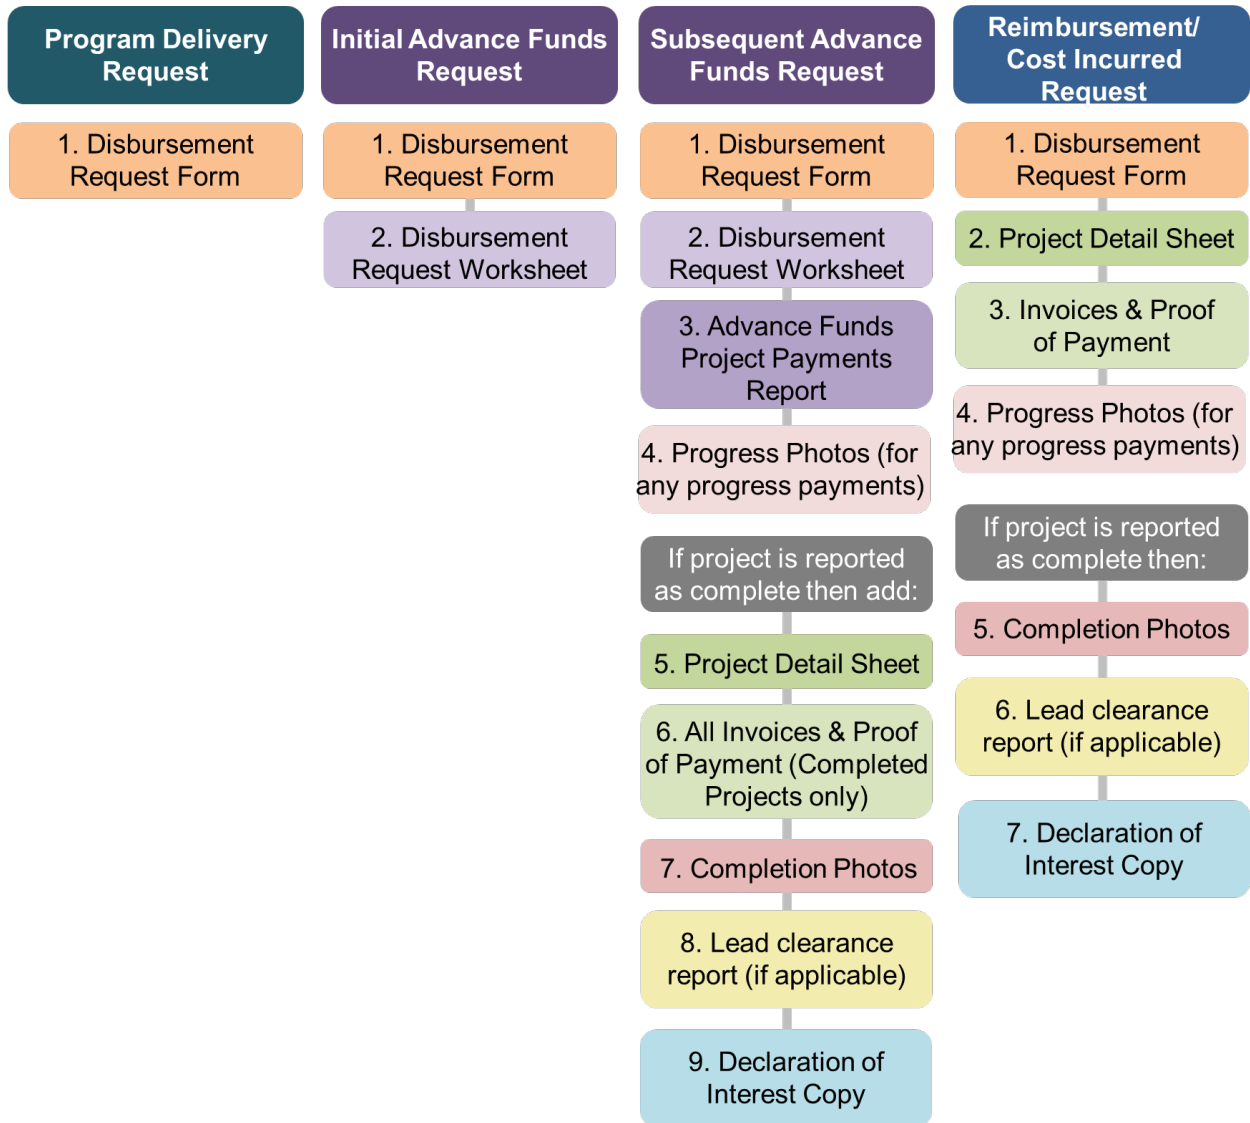 Program Delivery
Request
1. Disbursement
Request Form
Initial Advance Funds
Request
1. Disbursement
Request Form
2. Disbursement
Request Worksheet
Subsequent Advance
Funds Request
1. Disbursement
Request Form
2. Disbursement
Request Worksheet
3. Advance Funds
Project Payments
Report
4. Progress Photos (for
any progress payments)
If project is reported
as complete then add:
5. Project Detail Sheet
6. All Invoices & Proof
of Payment (Completed
Projects only)
7. Completion Photos
8. Lead clearance
report (if applicable)
9. Declaration of
Interest Copy
Reimbursement/
Cost Incurred
Request
1. Disbursement
Request Form
2. Project Detail Sheet
3. Invoices & Proof
of Payment
4. Progress Photos (for
any progress payments)
If project is reported
as complete then:
5. Completion Photos
6. Lead clearance
report (if applicable)
7. Declaration of
Interest Copy